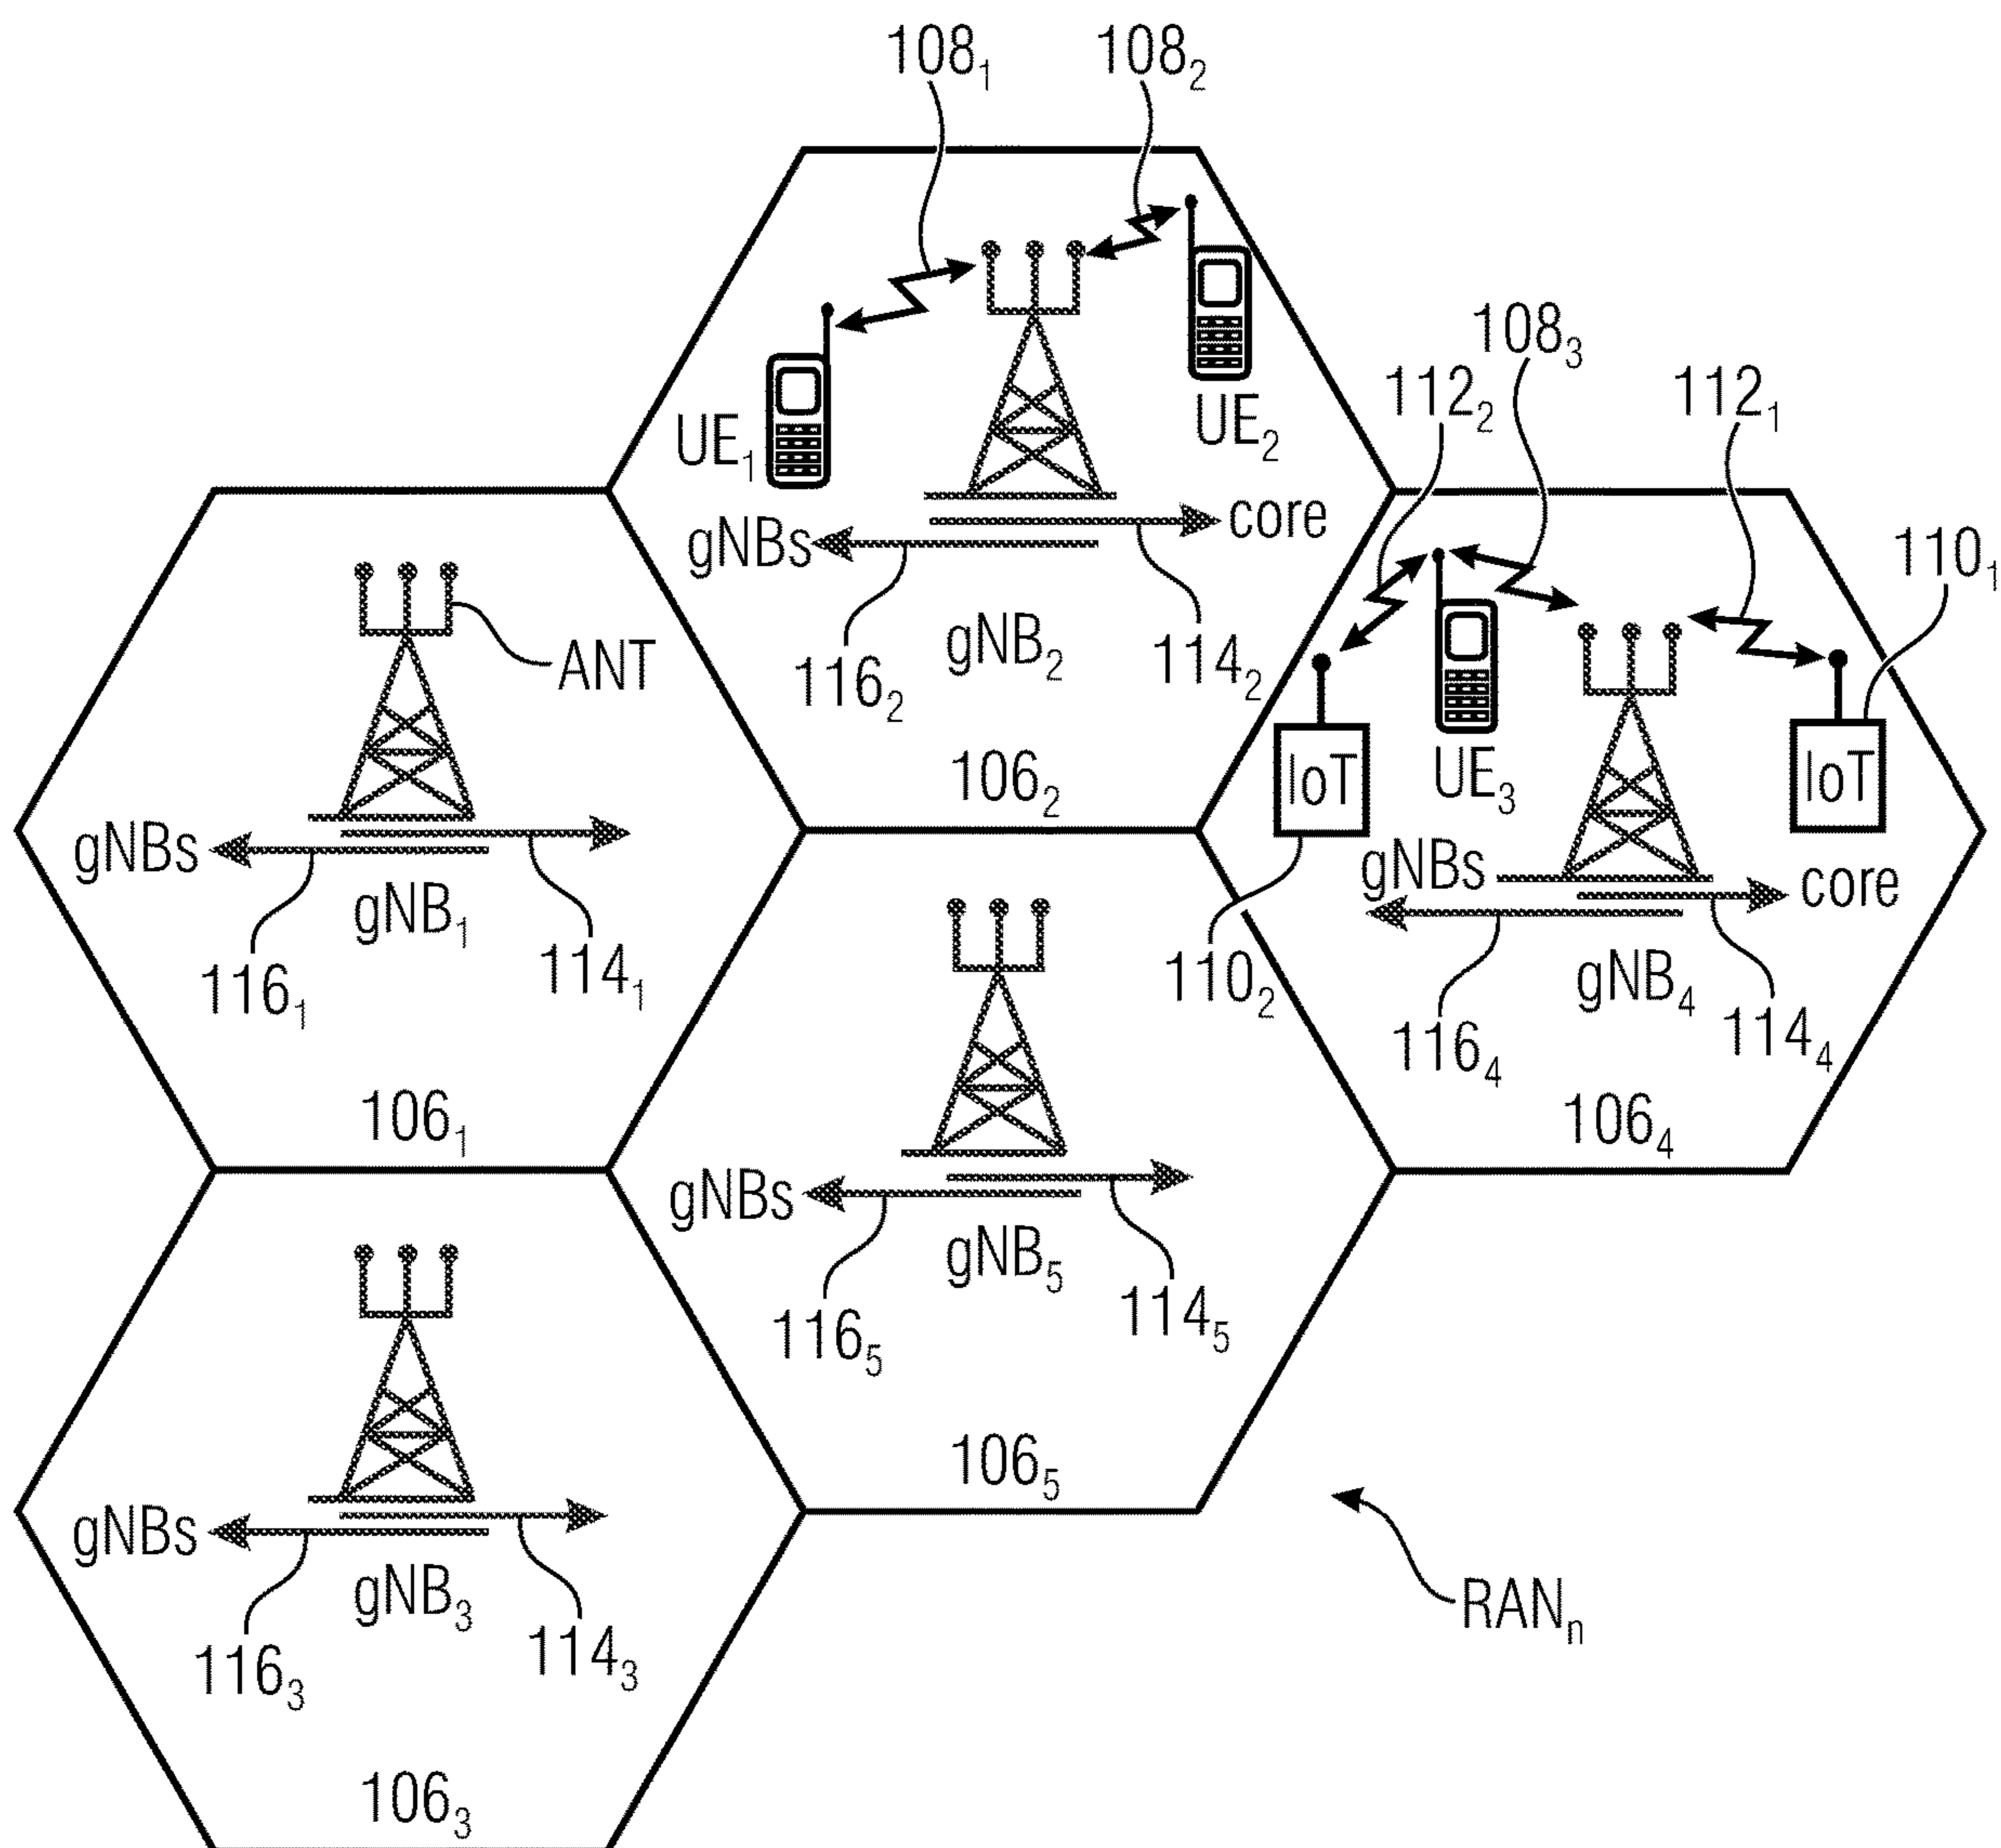 108₁ 108₂
108₃
112₂ 112₁
UE₁ UE₂
core
gNBs
110₁
ANT
gNB₂
116₂ 114₂
106₂
IoT UE₃ IoT
gNBs
gNBs core
gNB₁
116₁ 114₁
110₂ gNB₄
116₄ 114₄
106₁ 106₄
gNBs
gNB₅
116₅ 114₅
106₅
gNBs
gNB₃
RANₙ
116₃ 114₃
106₃